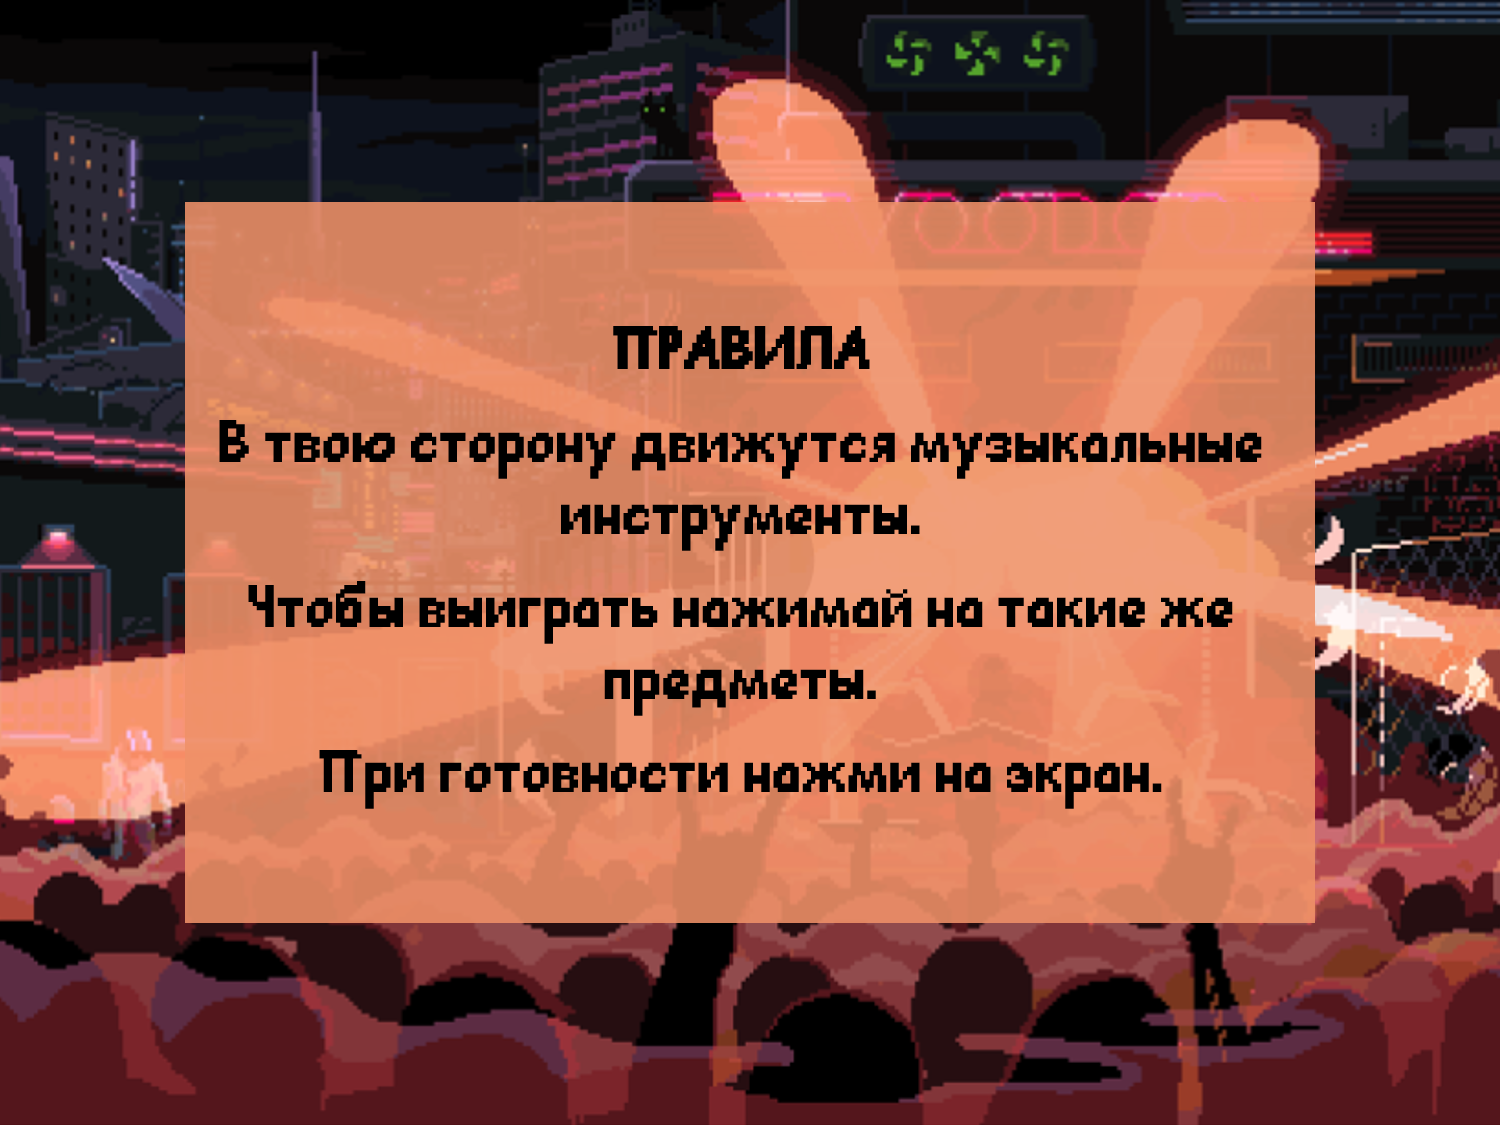 ПРАВИЛА
В твою сторону движутся музыкальные
инструменты.
Чтобы выиграть нажимай на такие же
предметы.
При готовности нажми на экран.